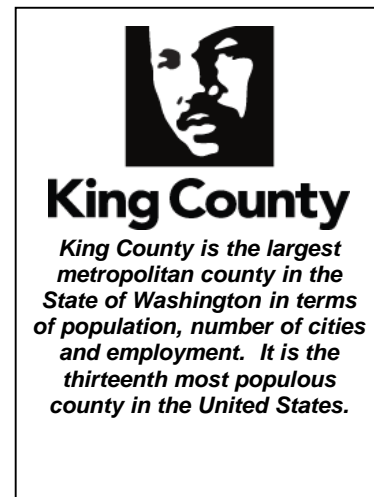 King County
King County is the largest
metropolitan county in the
State of Washington in terms
of population, number of cities
and employment.  It is the
thirteenth most populous
county in the United States.